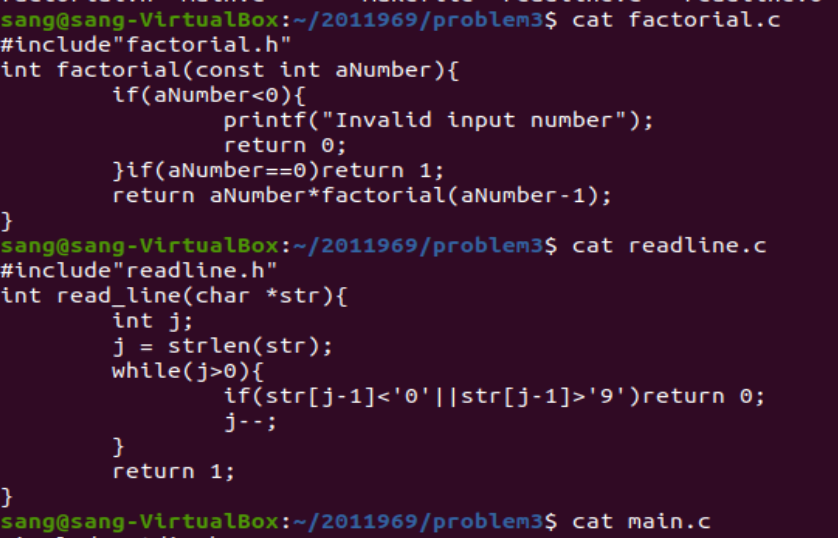 sang@sang-VirtualBox:~/2011969/problem3$ cat factorial.c
#include"factorial.h"
int factorial(const int aNumber){
        if(aNumber<0){
                printf("Invalid input number");
                return 0;
        }if(aNumber==0)return 1;
        return aNumber*factorial(aNumber-1);
}
sang@sang-VirtualBox:~/2011969/problem3$ cat readline.c
#include"readline.h"
int read_line(char *str){
        int j;
        j = strlen(str);
        while(j>0){
                if(str[j-1]<'0'||str[j-1]>'9')return 0;
                j--;
        }
        return 1;
}
sang@sang-VirtualBox:~/2011969/problem3$ cat main.c